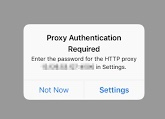 Proxy Authentication
Required
Enter the password for the HTTP proxy
in Settings.
Not Now
Settings